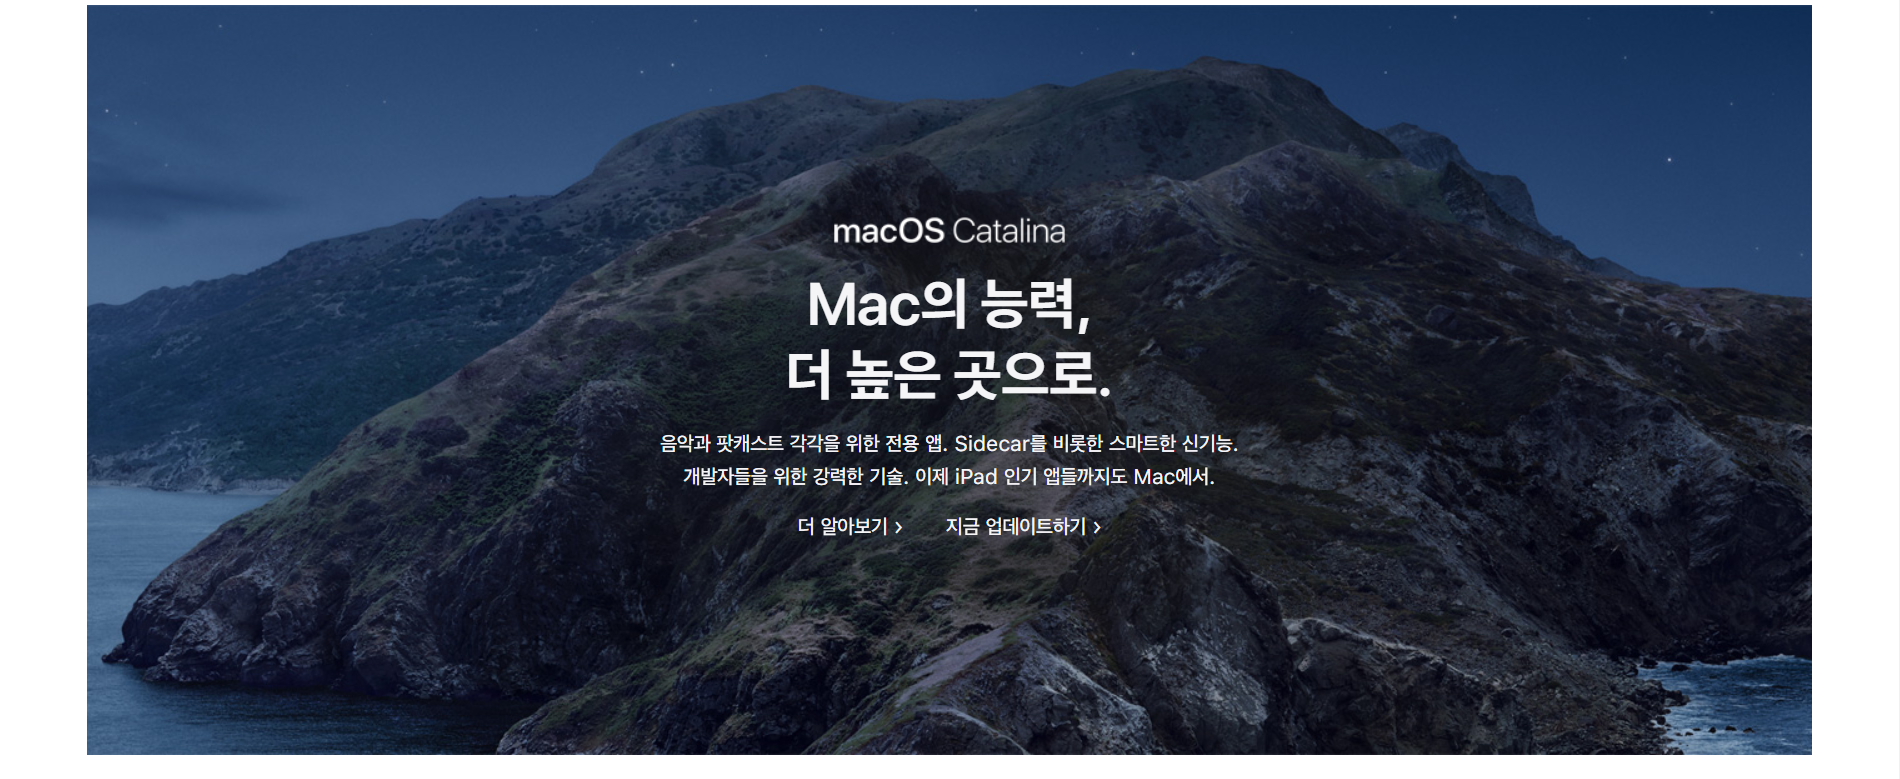 macOS Catalina
Mac의 능력,
더 높은 곳으로.
음악과 팟캐스트 각각을 위한 전용 앱. Sidecar를 비롯한 스마트한 신기능.
개발자들을 위한 강력한 기술. 이제 iPad 인기 앱들까지도 Mac에서.
더 알아보기 > 지금 업데이트하기 >